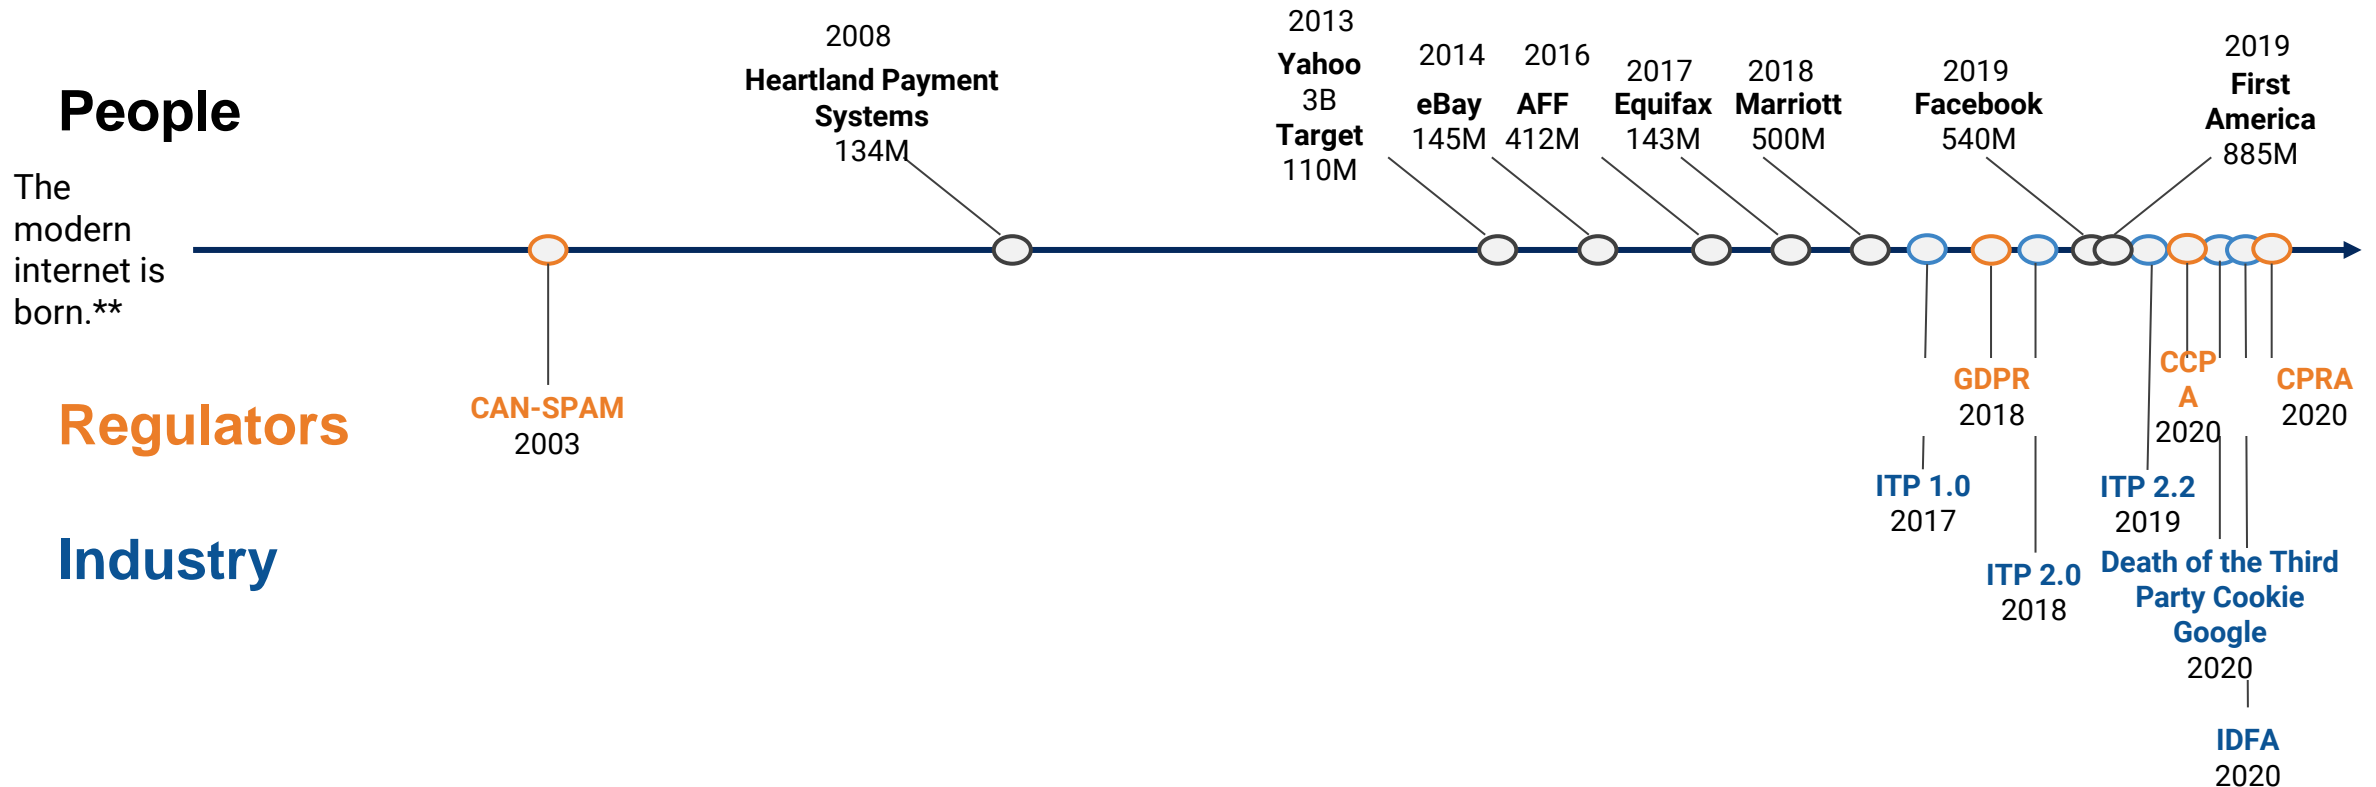 People
The
modern
internet is
born.**
2008
Heartland Payment
Systems
134M
2013
Yahoo
3B
Target
110M
2014
eBay
145M
2016
AFF
412M
2017
Equifax
143M
2018
Marriott
500M
2019
Facebook
540M
2019
First
America
885M
Regulators
CAN-SPAM
2003
GDPR
2018
CCP
A
2020
CPRA
2020
Industry
ITP 1.0
2017
ITP 2.0
2018
ITP 2.2
2019
Death of the Third
Party Cookie
Google
2020
IDFA
2020